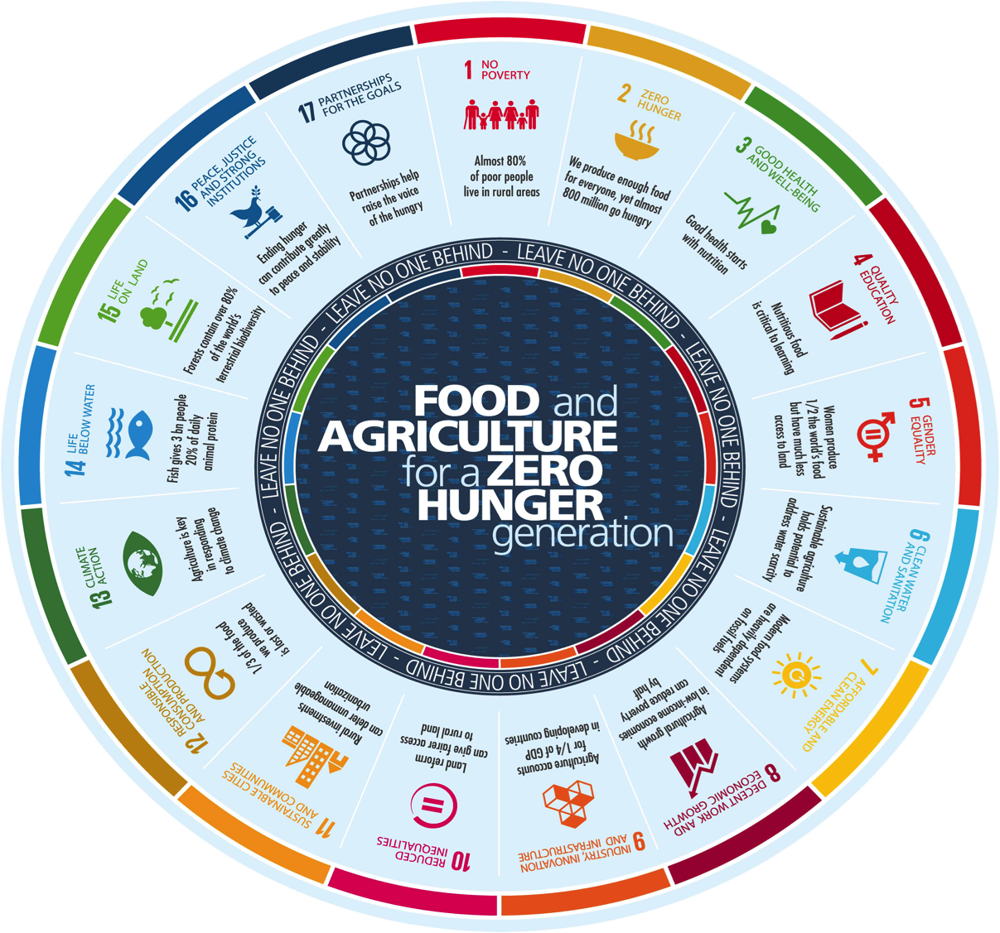 FOOD and
AGRICULTURE
for a ZERO
HUNGER
generation
LEAVE NO ONE BEHIND - LEAVE NO ONE BEHIND - LEAVE NO ONE BEHIND - LEAVE NO ONE BEHIND - LEAVE NO ONE BEHIND - LEAVE NO ONE BEHIND - LEAVE NO ONE BEHIND -
1 NO
POVERTY
Almost 80%
of poor people
live in rural areas
2 ZERO
HUNGER
We produce enough food
for everyone, yet almost
800 million go hungry
3 GOOD HEALTH
AND WELL-BEING
Good health starts
with nutrition
4 QUALITY
EDUCATION
Nutritious food
is critical to learning
5 GENDER
EQUALITY
Women produce
1/2 the world's food
but have much less
access to land
6 CLEAN WATER
AND SANITATION
Sustainable agriculture
holds potential to
address water scarcity
7 AFFORDABLE AND
CLEAN ENERGY
Modern food systems
are heavily dependent
on fossil fuels
8 DECENT WORK AND
ECONOMIC GROWTH
Agricultural growth
in low-income economies
can reduce poverty
by half
9 INDUSTRY, INNOVATION
AND INFRASTRUCTURE
Agriculture accounts
for 1/4 of GDP
in developing countries
10 REDUCED
INEQUALITIES
Land reform
can give fairer access
to rural land
11 SUSTAINABLE CITIES
AND COMMUNITIES
Rural investments
can deter unmanageable
urbanization
12 RESPONSIBLE
CONSUMPTION
AND PRODUCTION
1/3 of the food
we produce
is lost or wasted
13 CLIMATE
ACTION
Agriculture is key
in responding
to climate change
14 LIFE
BELOW WATER
Fish gives 3 bn people
20% of daily
animal protein
15 LIFE
ON LAND
Forests contain over 80%
of the world's
terrestrial biodiversity
16 PEACE, JUSTICE
AND STRONG
INSTITUTIONS
Ending hunger
can contribute greatly
to peace and stability
17 PARTNERSHIPS
FOR THE GOALS
Partnerships help
raise the voice
of the hungry